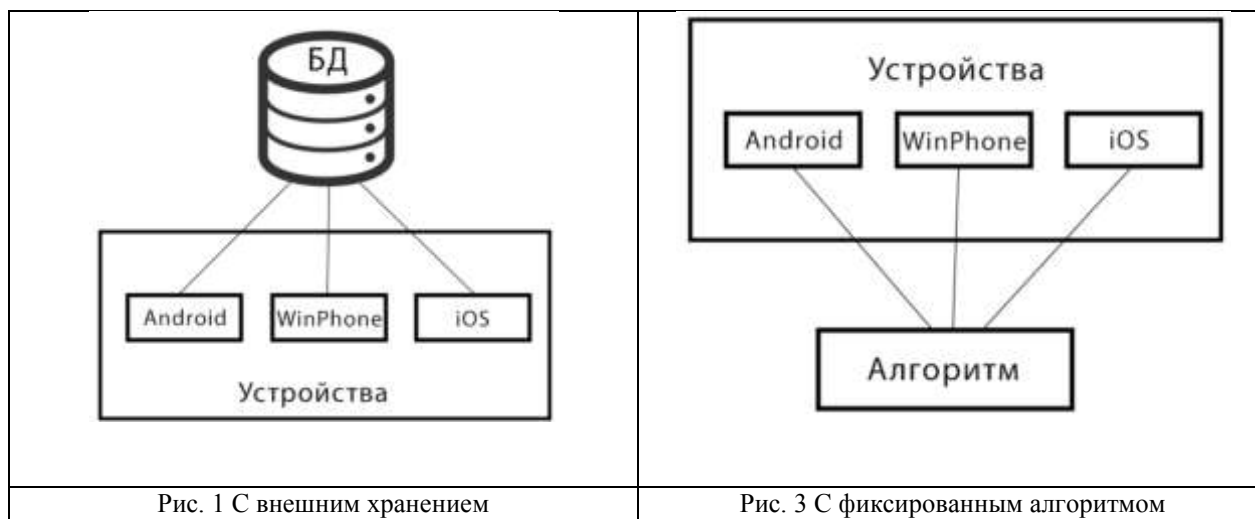 БД
Android
WinPhone
iOS
Устройства
Рис. 1 С внешним хранением
Устройства
Android
WinPhone
iOS
Алгоритм
Рис. 3 С фиксированным алгоритмом